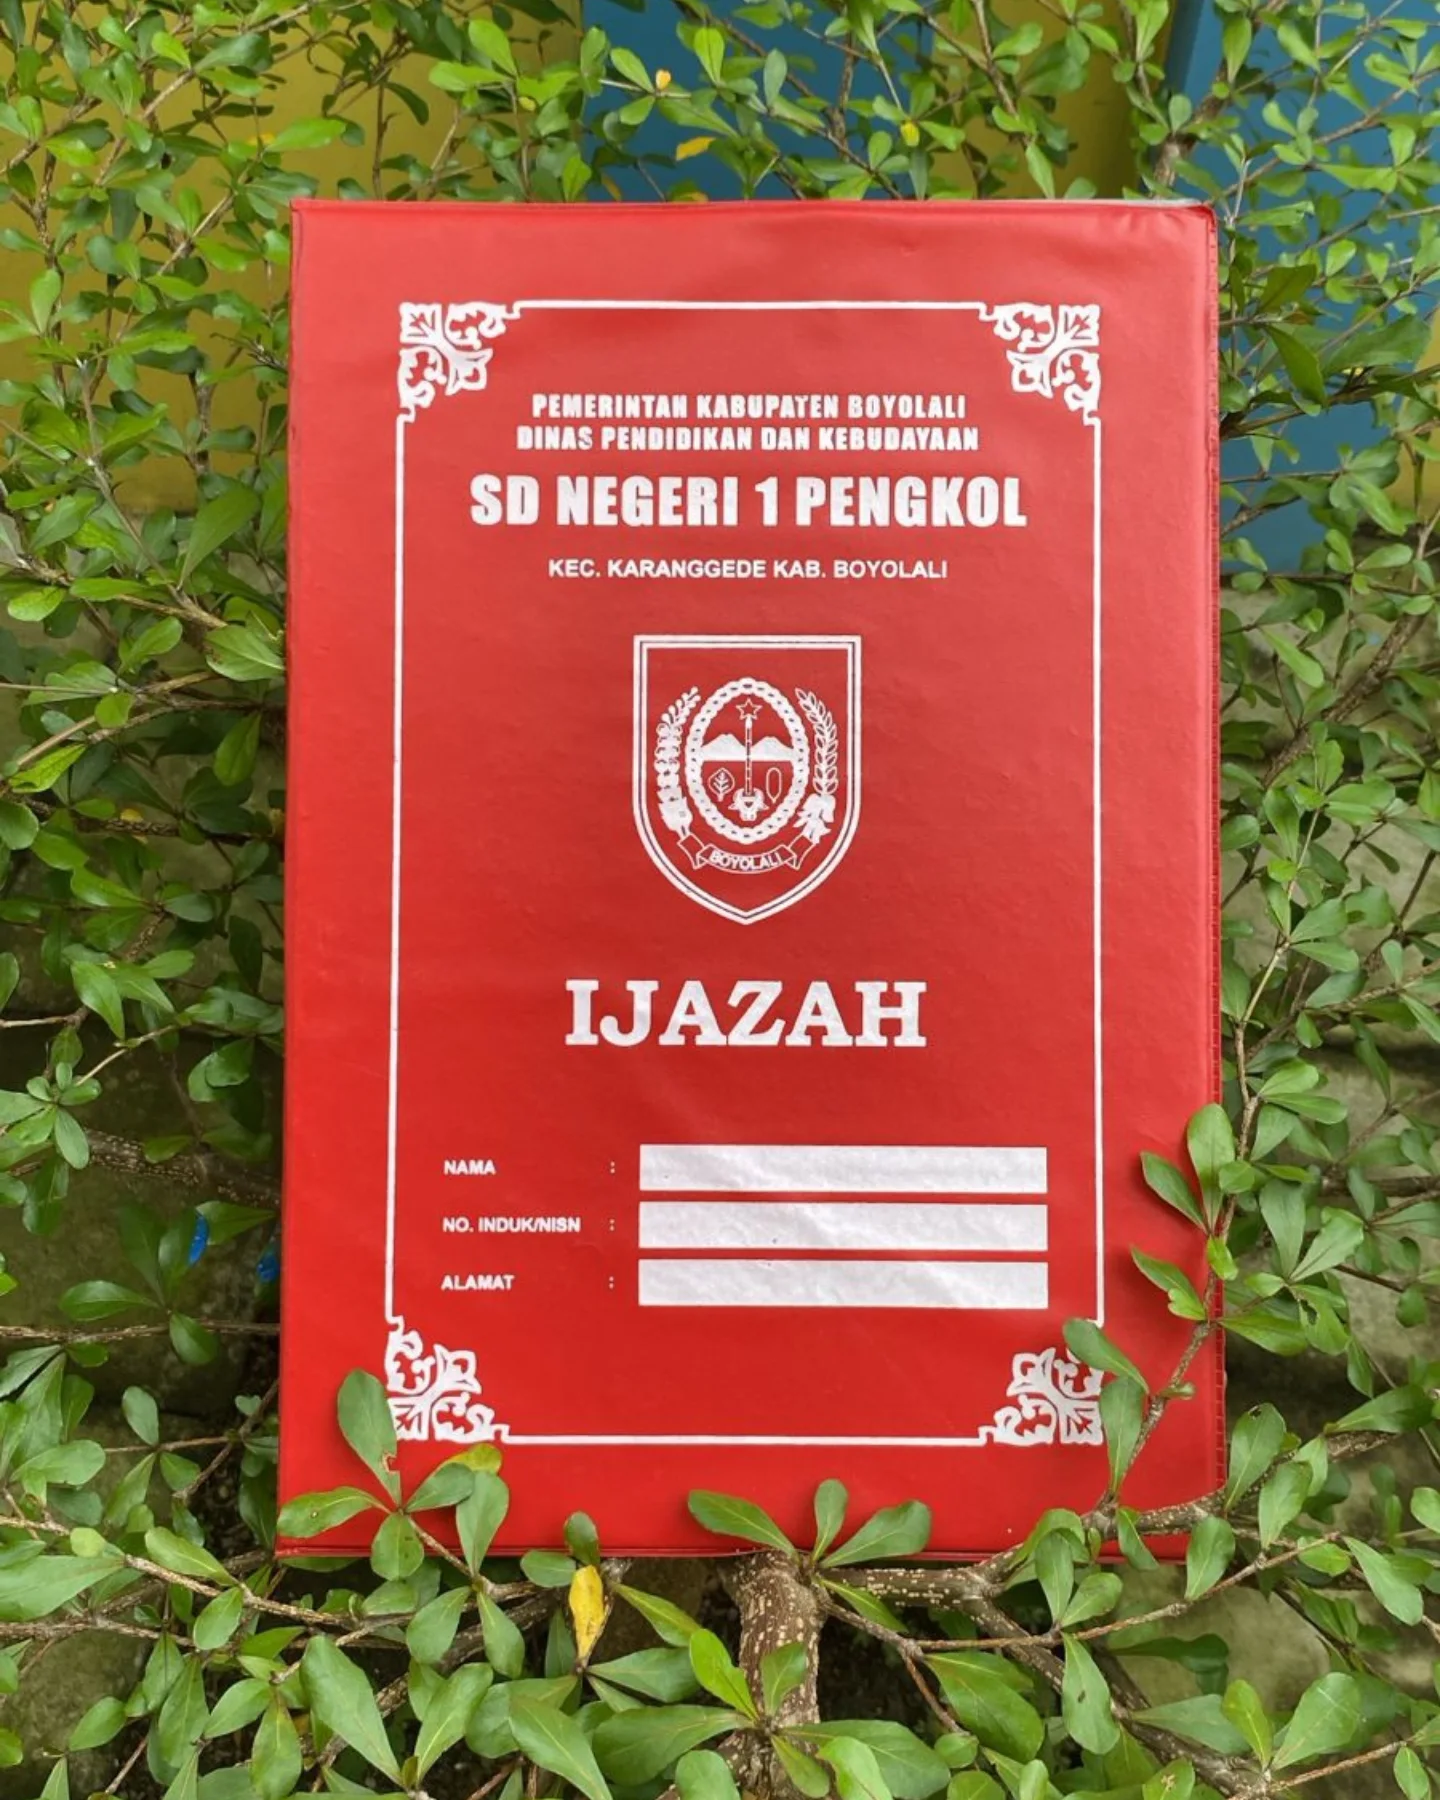 PEMERINTAH KABUPATEN BOYOLALI
DINAS PENDIDIKAN DAN KEBUDAYAAN
SD NEGERI 1 PENGKOL
KEC. KARANGGEDE KAB. BOYOLALI
BOYOLALI
IJAZAH
NAMA :
NO. INDUK/NISN :
ALAMAT :